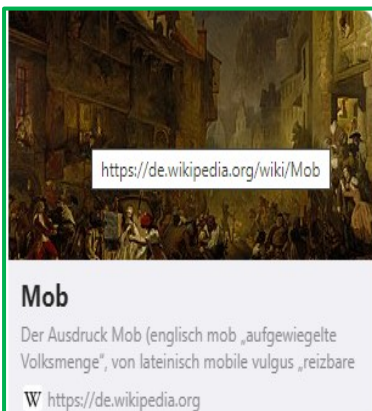 https://de.wikipedia.org/wiki/Mob
Mob
Der Ausdruck Mob (englisch mob „aufgewiegelte
Volksmenge“, von lateinisch mobile vulgus „reizbare
W https://de.wikipedia.org